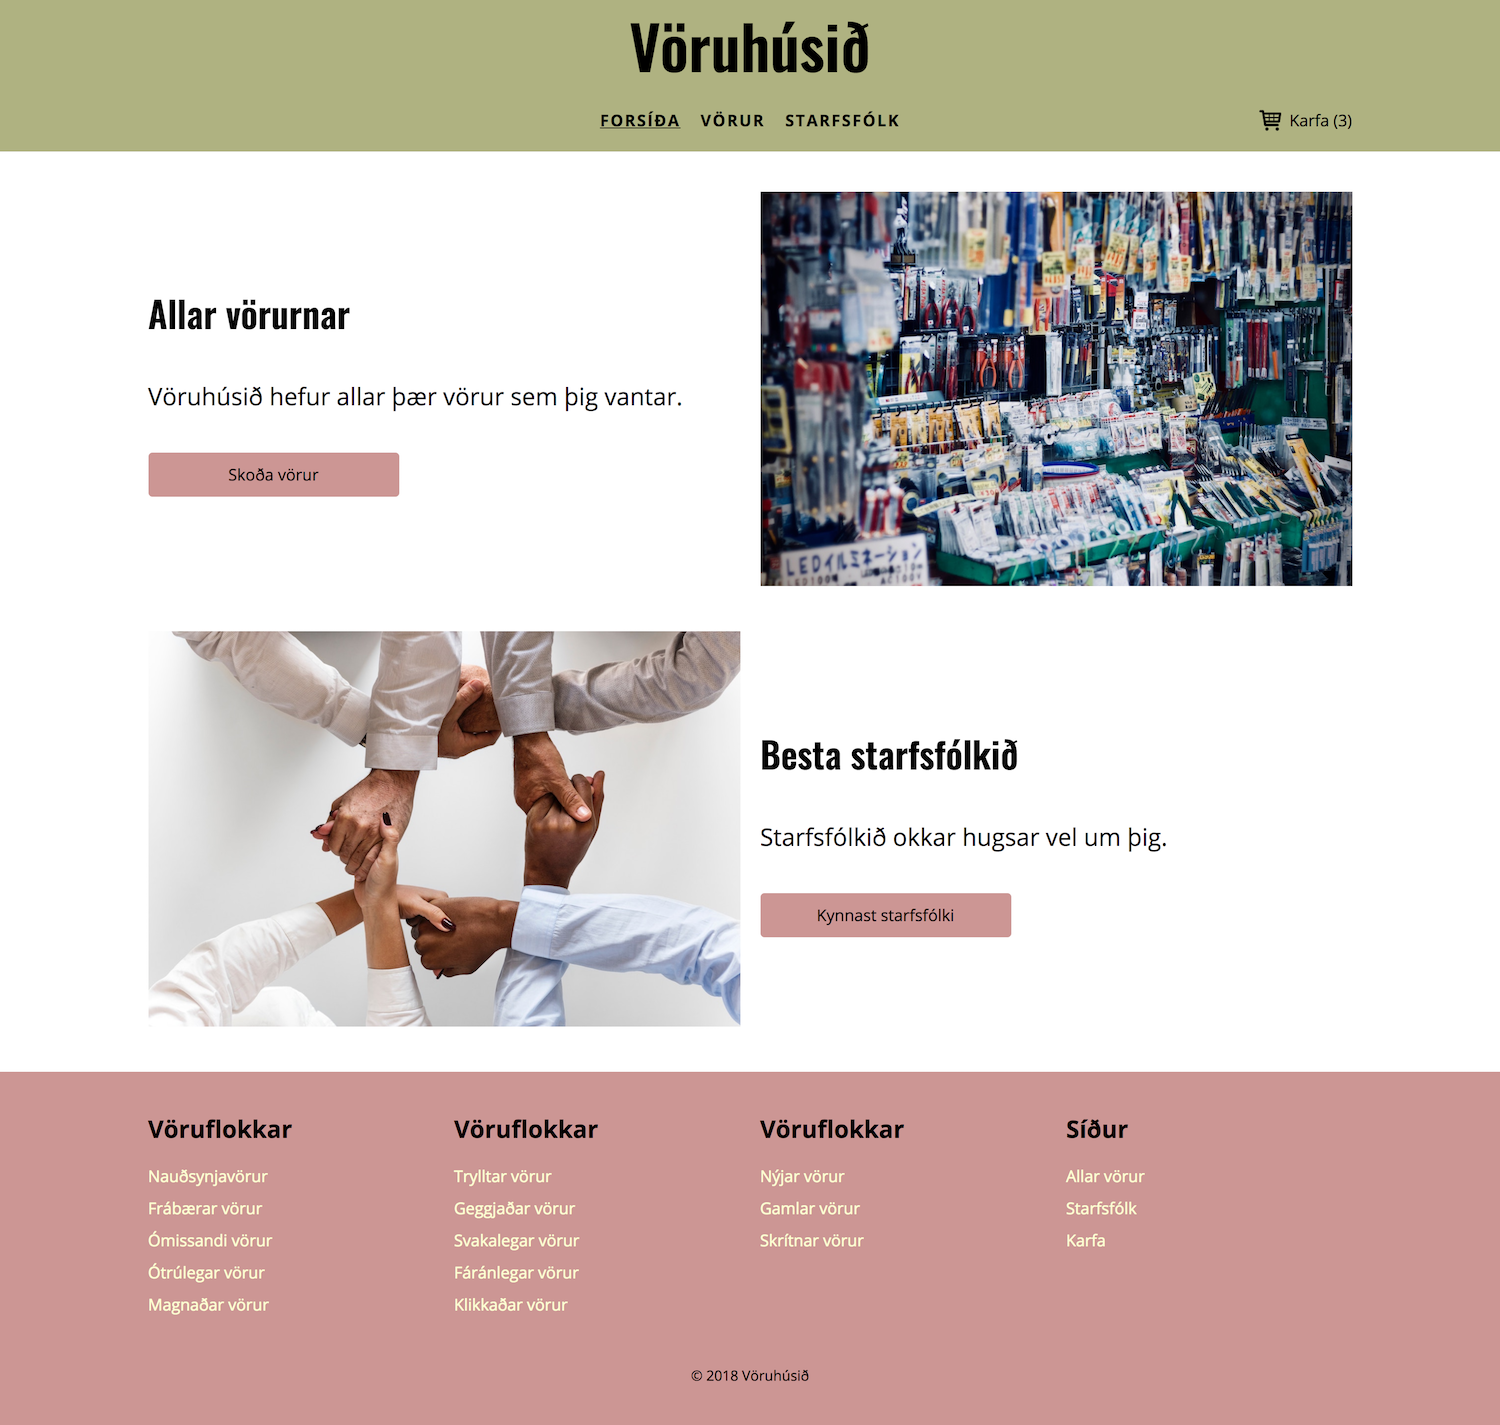 Vöruhúsið
FORSÍÐA VÖRUR STARFSFÓLK
Karfa (3)
Allar vörurnar
Vöruhúsið hefur allar þær vörur sem þig vantar.
Skoða vörur
LEDイルミネーション
Besta starfsfólkið
Starfsfólkið okkar hugsar vel um þig.
Kynnast starfsfólki
Vöruflokkar
Nauðsynjavörur
Frábærar vörur
Ómissandi vörur
Ótrúlegar vörur
Magnaðar vörur
Vöruflokkar
Trylltar vörur
Geggjaðar vörur
Svakalegar vörur
Fáránlegar vörur
Klikkaðar vörur
Vöruflokkar
Nýjar vörur
Gamlar vörur
Skrítnar vörur
Síður
Allar vörur
Starfsfólk
Karfa
© 2018 Vöruhúsið